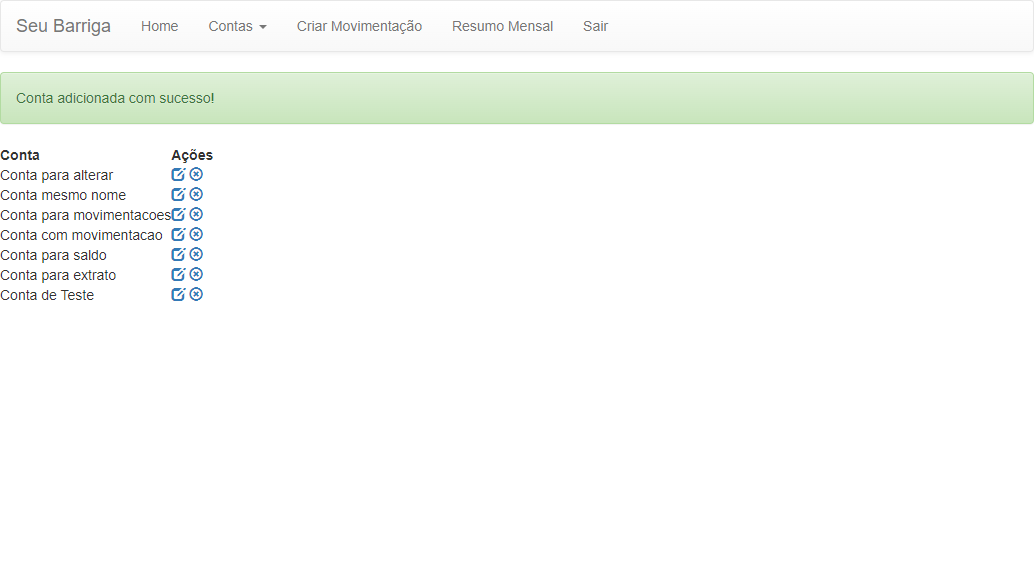 Seu Barriga Home Contas Criar Movimentação Resumo Mensal Sair
Conta adicionada com sucesso!
Conta Ações
Conta para alterar
Conta mesmo nome
Conta para movimentacoes
Conta com movimentacao
Conta para saldo
Conta para extrato
Conta de Teste